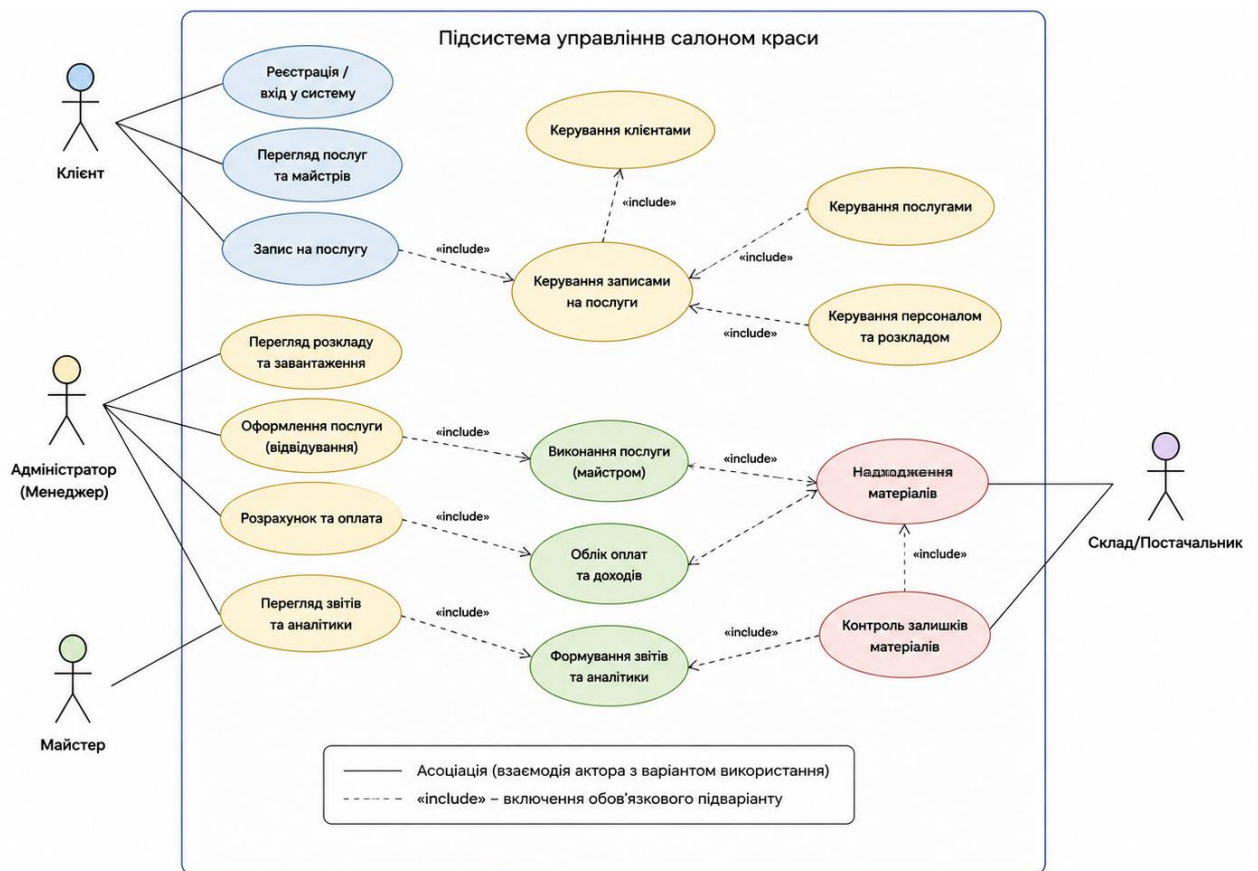 Підсистема управліннв салоном краси
Клієнт
Реєстрація /
вхід у систему
Перегляд послуг
та майстрів
Запис на послугу
«include»
Керування клієнтами
«include»
Керування записами
на послуги
Керування послугами
«include»
Керування персоналом
та розкладом
«include»
Адміністратор
(Менеджер)
Перегляд розкладу
та завантаження
Оформлення послуги
(відвідування)
«include»
Розрахунок та оплата
«include»
Перегляд звітів
та аналітики
«include»
Виконання послуги
(майстром)
«include»
Облік оплат
та доходів
Формування звітів
та аналітики
«include»
Надходження
матеріалів
«include»
Контроль залишків
матеріалів
Склад/Постачальник
Майстер
Асоціація (взаємодія актора з варіантом використання)
«include» – включення обов'язкового підваріанту